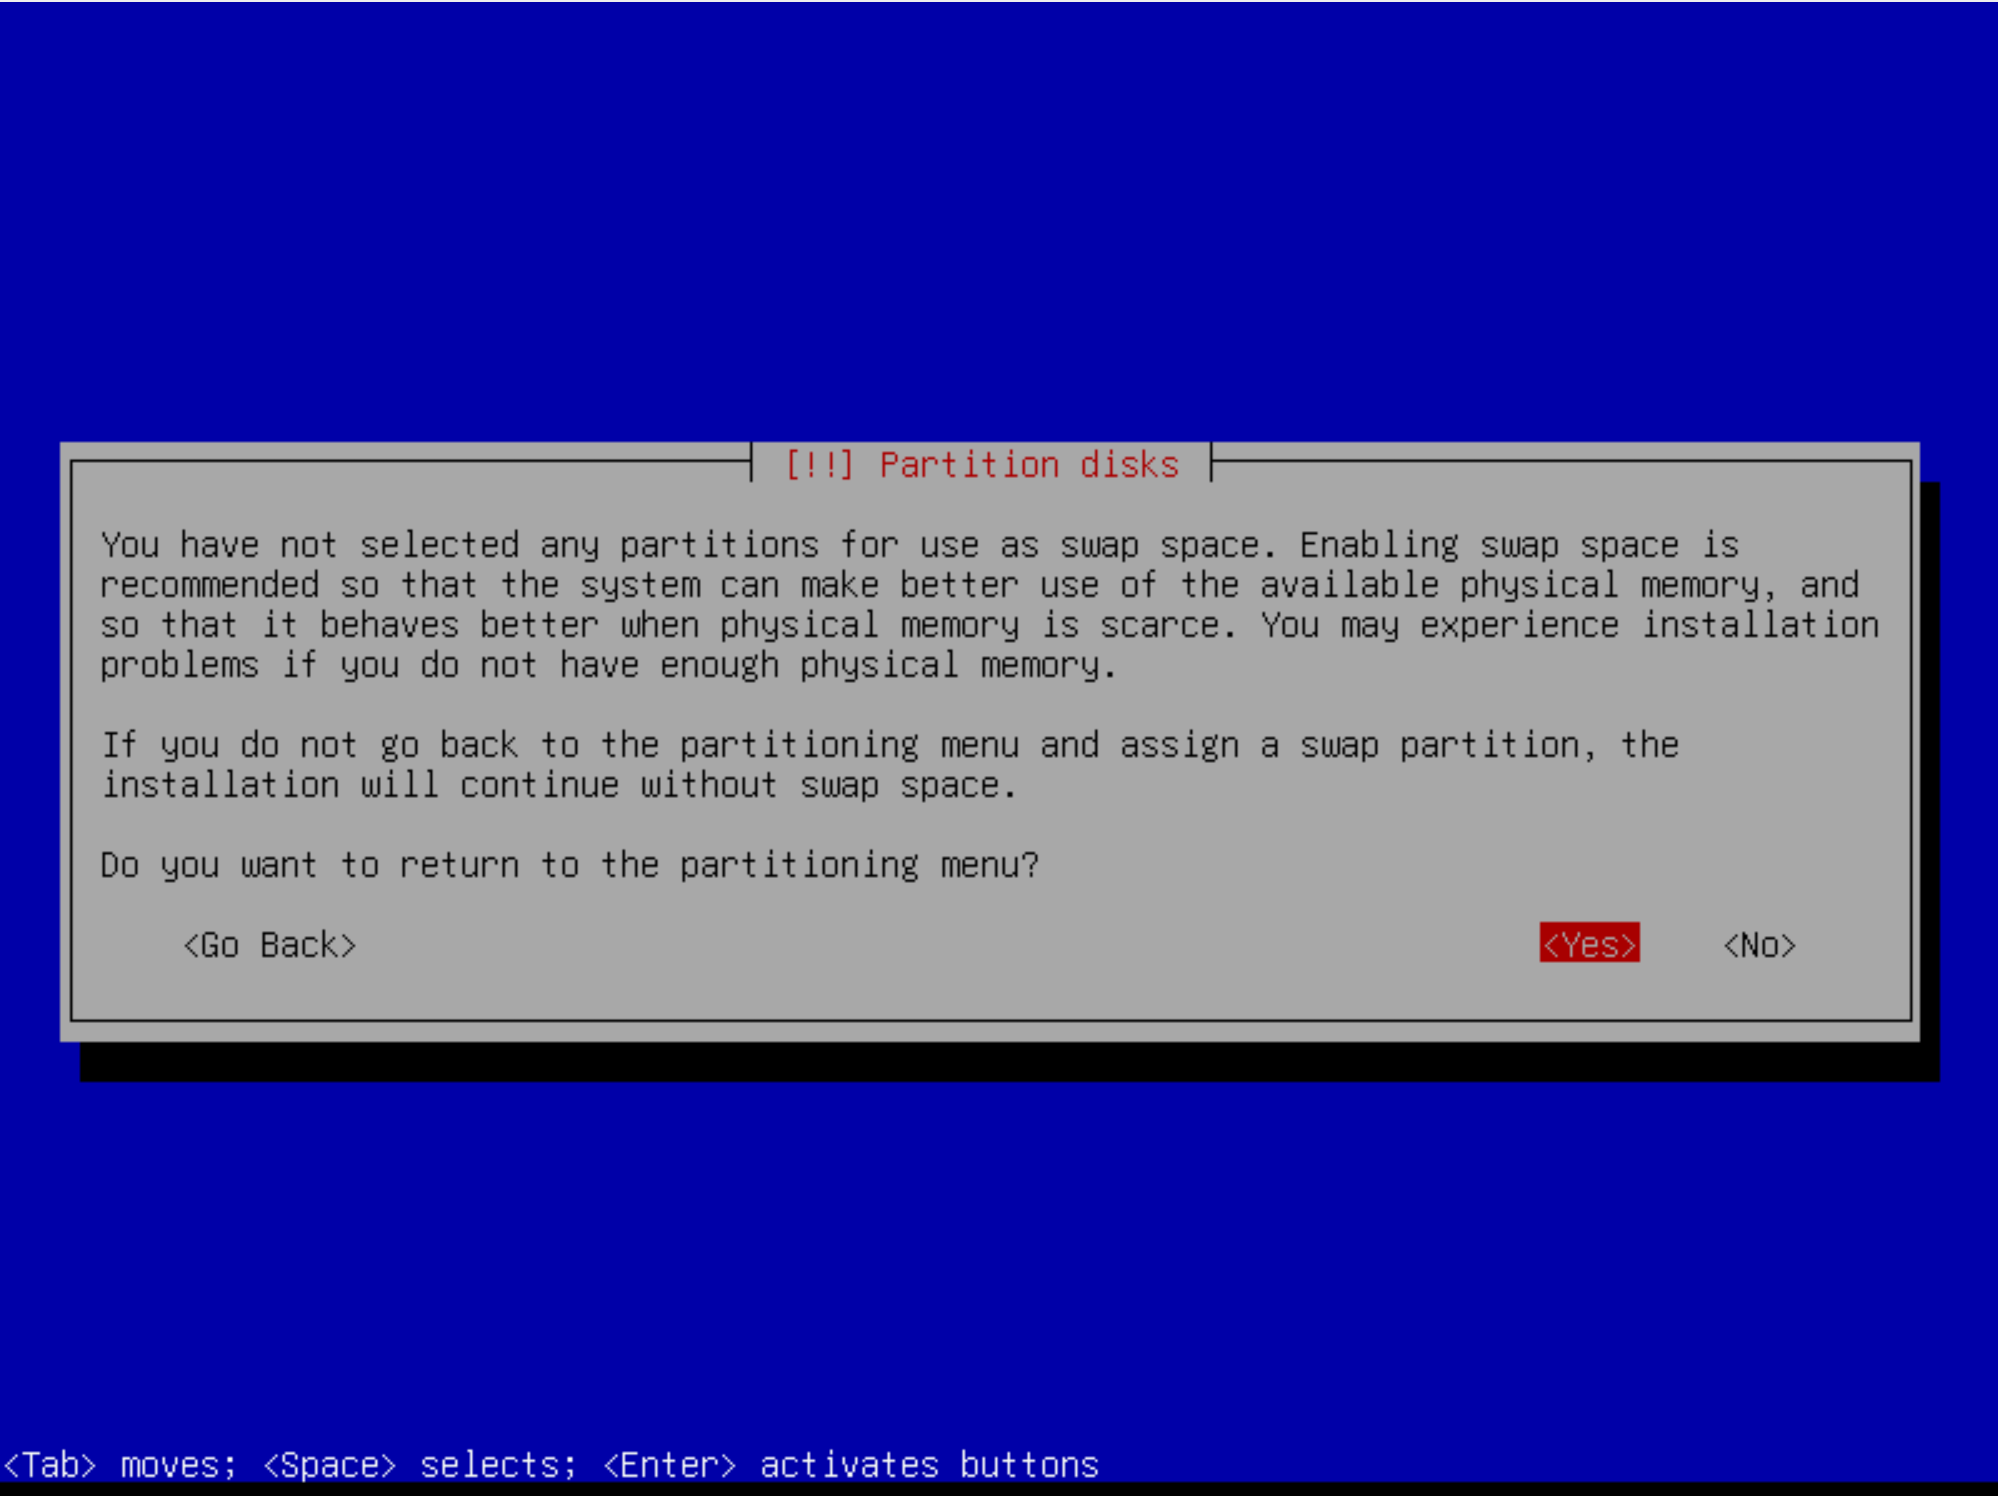 [!!] Partition disks
You have not selected any partitions for use as swap space. Enabling swap space is
recommended so that the system can make better use of the available physical memory, and
so that it behaves better when physical memory is scarce. You may experience installation
problems if you do not have enough physical memory.
If you do not go back to the partitioning menu and assign a swap partition, the
installation will continue without swap space.
Do you want to return to the partitioning menu?
<Go Back> <Yes> <No>
<Tab> moves; <Space> selects; <Enter> activates buttons